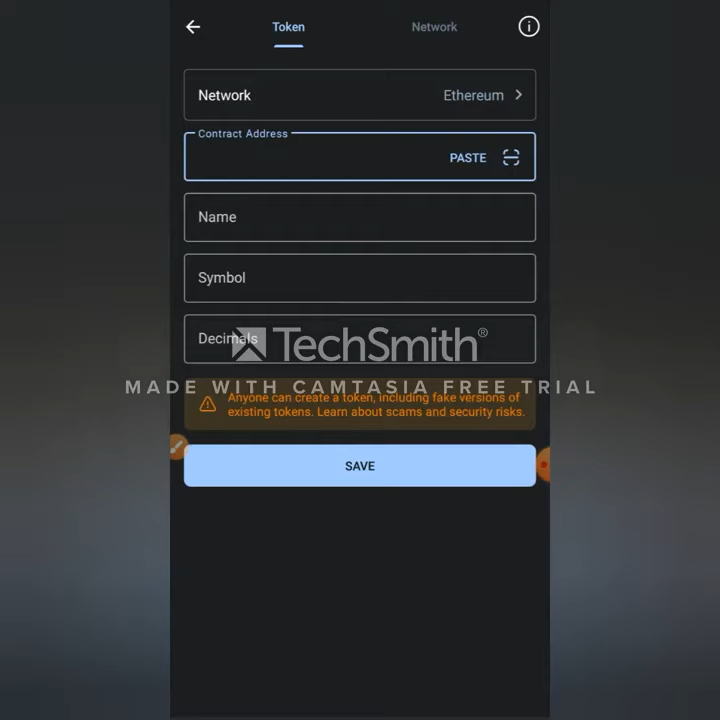 Token
Network
Network
Ethereum
Contract Address
PASTE
Name
Symbol
Decimals
TechSmith®
MADE WITH CAMTASIA FREE TRIAL
Anyone can create a token, including fake versions of
existing tokens. Learn about scams and security risks.
SAVE